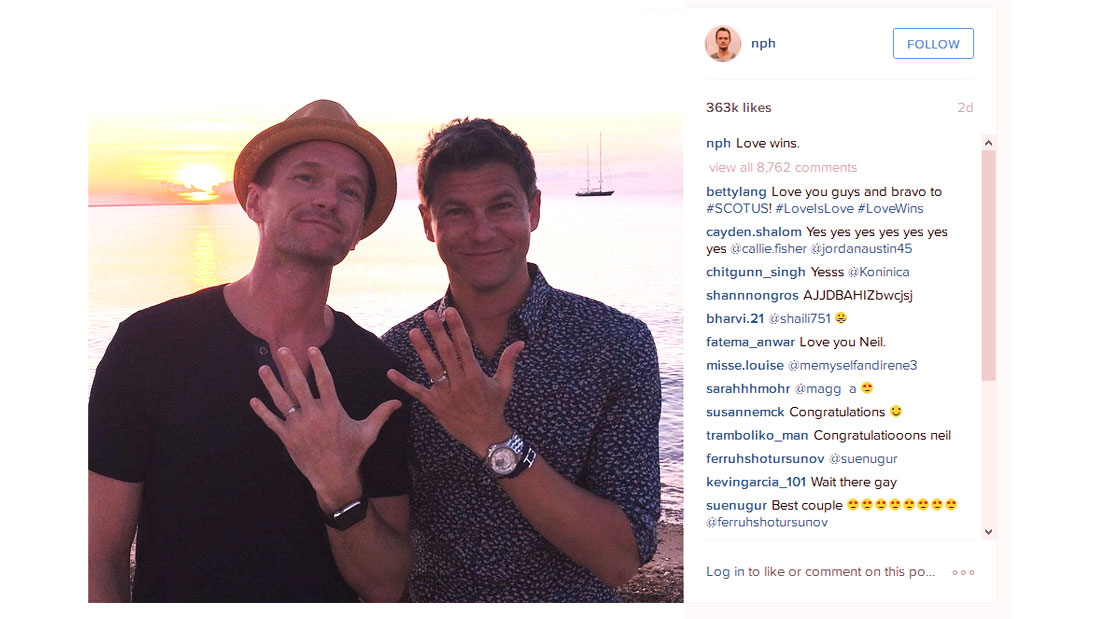 nph
FOLLOW
363k likes
2d
nph Love wins.
view all 8,762 comments
bettylang Love you guys and bravo to
#SCOTUS! #LoveIsLove #LoveWins
cayden.shalom Yes yes yes yes yes yes
yes @callie.fisher @jordanaustin45
chitgunn_singh Yesss @Koninica
shannnongros AJJDBAHIZbwcjsj
bharvi.21 @shaili751 😀
fatema_anwar Love you Neil.
misse.louise @memyselfandirene3
sarahhhmohr @magg a 😍
susannemck Congratulations 😉
tramboliko_man Congratulatiooons neil
ferruhshotursunov @suenugur
kevingarcia_101 Wait there gay
suenugur Best couple 😍😍😍😍😍😍😍😍
@ferruhshotursunov
Log in to like or comment on this po...